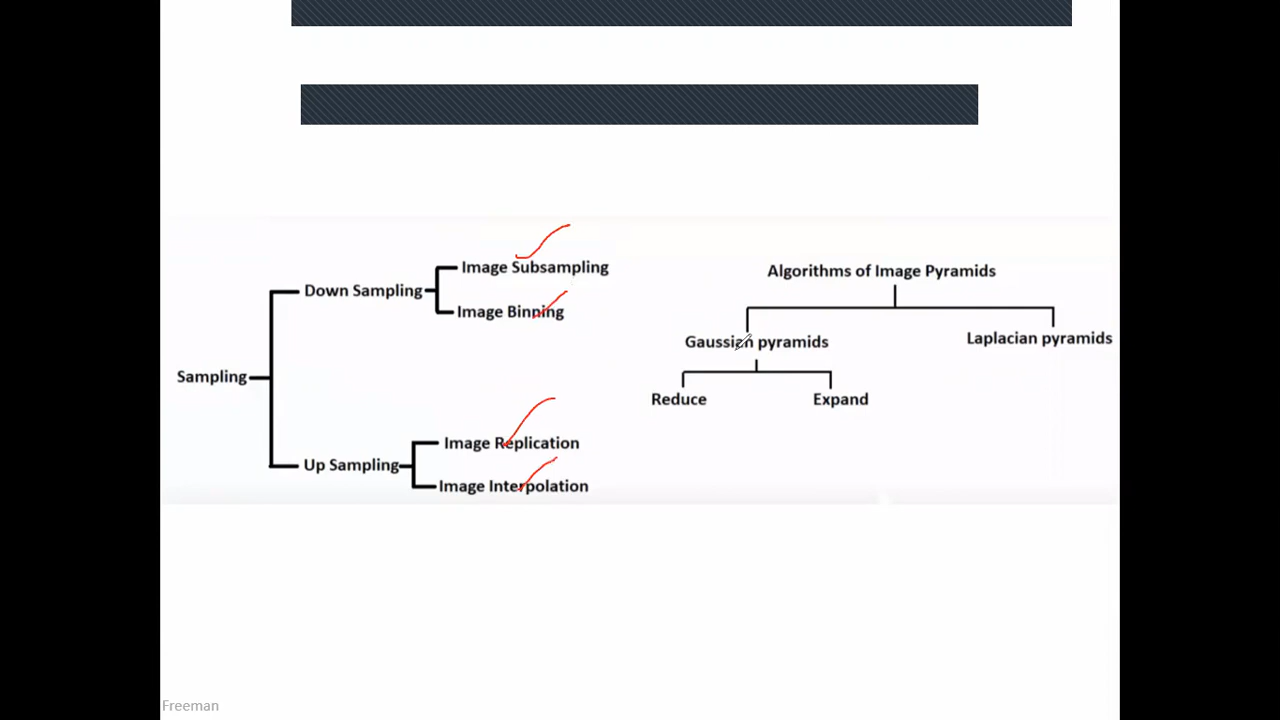 Image Subsampling
Down Sampling
Image Binning
Sampling
Image Replication
Up Sampling
Image Interpolation
Algorithms of Image Pyramids
Gaussian pyramids
Laplacian pyramids
Reduce
Expand
Freeman